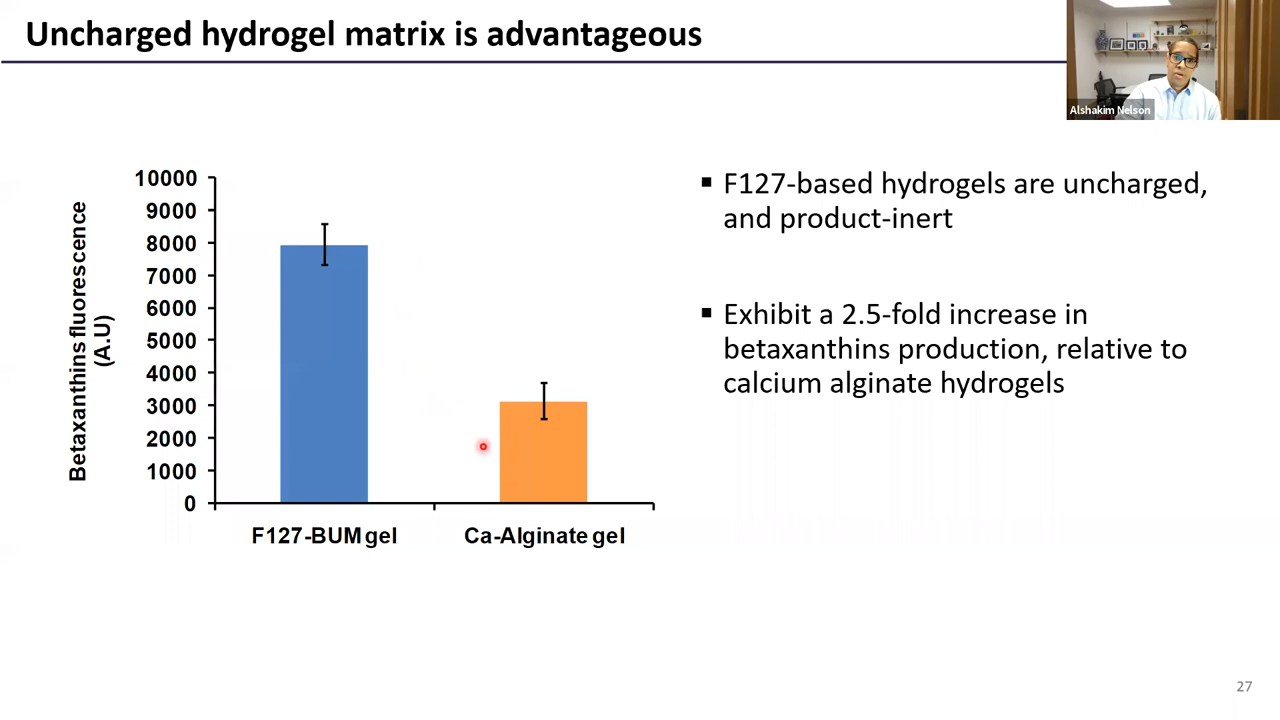 Uncharged hydrogel matrix is advantageous
Alshakim Nelson
10000
9000
8000
7000
6000
5000
4000
3000
2000
1000
0
Betaxanthins fluorescence
(A.U)
F127-BUM gel
Ca-Alginate gel
▪ F127-based hydrogels are uncharged,
and product-inert
▪ Exhibit a 2.5-fold increase in
betaxanthins production, relative to
calcium alginate hydrogels
27